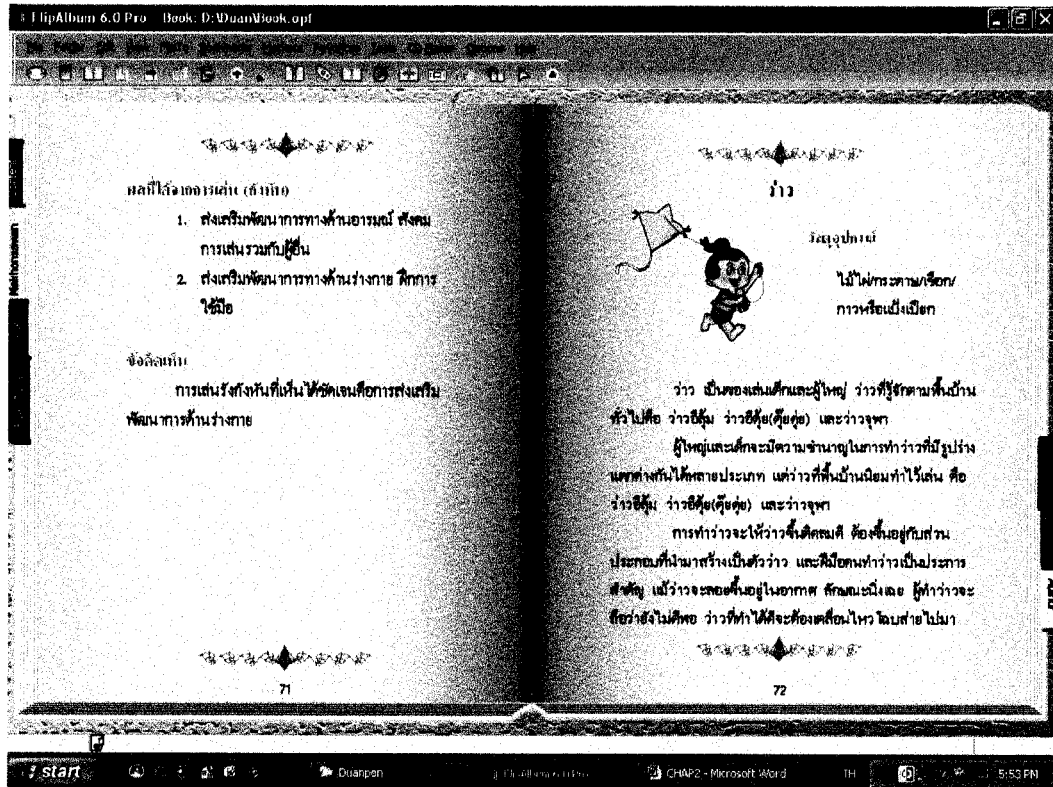 FlipAlbum 6.0 Pro - Book: D:\Duan\Book.opf
ผลที่ได้จากการเล่น (กำทัน)
1. ส่งเสริมพัฒนาการทางด้านอารมณ์ สังคม
การเล่นรวมกับผู้อื่น
2. ส่งเสริมพัฒนาการทางด้านร่างกาย ฝึกการ
ใช้มือ
ข้อคิดเห็น
การเล่นรังกังหันที่เห็นได้ชัดเจนคือการส่งเสริม
พัฒนาการด้านร่างกาย
71
ว่าว
วัสดุอุปกรณ์
ไม้ไผ่/กระดาษ/เชือก/
กาวหรือแป้งเปียก
ว่าว เป็นของเล่นเด็กและผู้ใหญ่ ว่าวที่รู้จักตามพื้นบ้าน
ทั่วไปคือ ว่าวอีลุ้ม ว่าวอีตุ้ย(ตุ๊ยตุ่ย) และว่าวจุฬา
ผู้ใหญ่และเด็กจะมีความชำนาญในการทำว่าวที่มีรูปร่าง
แตกต่างกันได้หลายประเภท แต่ว่าวที่พื้นบ้านนิยมทำไว้เล่น คือ
ว่าวอีลุ้ม ว่าวอีตุ้ย(ตุ๊ยตุ่ย) และว่าวจุฬา
การทำว่าวจะให้ว่าวขึ้นติดลมดี ต้องขึ้นอยู่กับส่วน
ประกอบที่นำมาสร้างเป็นตัวว่าว และฝีมือคนทำว่าวเป็นประการ
สำคัญ แม้ว่าวจะลอยขึ้นอยู่ในอากาศ ลักษณะนิ่งเฉย ผู้ทำว่าวจะ
ถือว่ายังไม่ดีพอ ว่าวที่ทำได้ดีจะต้องเคลื่อนไหว โฉบส่ายไปมา
72
start
Duanpen
FlipAlbum 6.0 Pro
CHAP2 - Microsoft Word
TH
5:53 PM